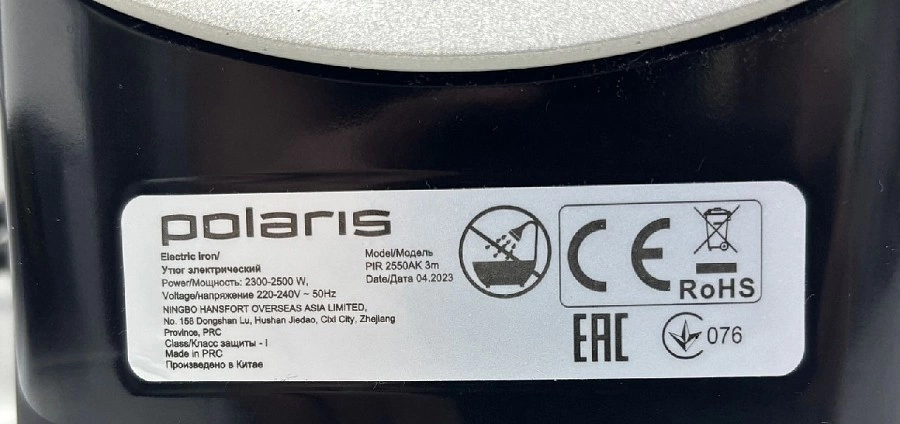 polaris
Electric iron/
Утюг электрический
Power/Мощность: 2300-2500 W,
Voltage/напряжение 220-240V ~ 50Hz
NINGBO HANSFORT OVERSEAS ASIA LIMITED,
No. 158 Dongshan Lu, Hushan Jiedao, Cixi City, Zhejiang
Province, PRC
Class/Класс защиты - I
Made in PRC
Произведено в Китае
Model/Модель
PIR 2550AK 3m
Date/Дата 04.2023
CE
RoHS
EAC
076